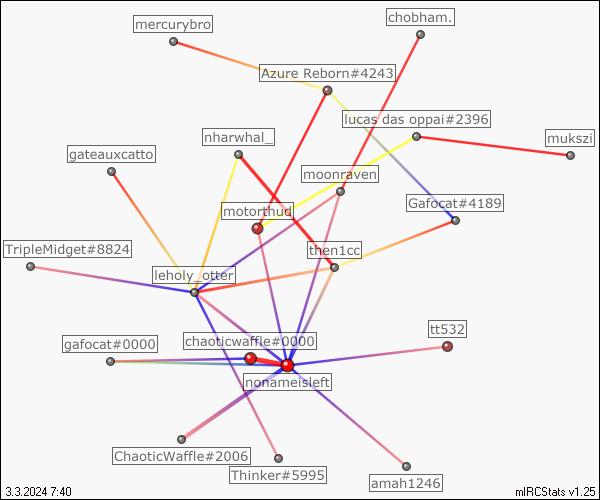 mercurybro
chobham.
Azure Reborn#4243
lucas das oppai#2396
nharwhal_
mukszi
gateauxcatto
moonraven
Gafocat#4189
motorthud
TripleMidget#8824
then1cc
leholy_otter
tt532
chaoticwaffle#0000
gafocat#0000
nonameisleft
ChaoticWaffle#2006
Thinker#5995
amah1246
3.3.2024 7:40
mIRCStats v1.25